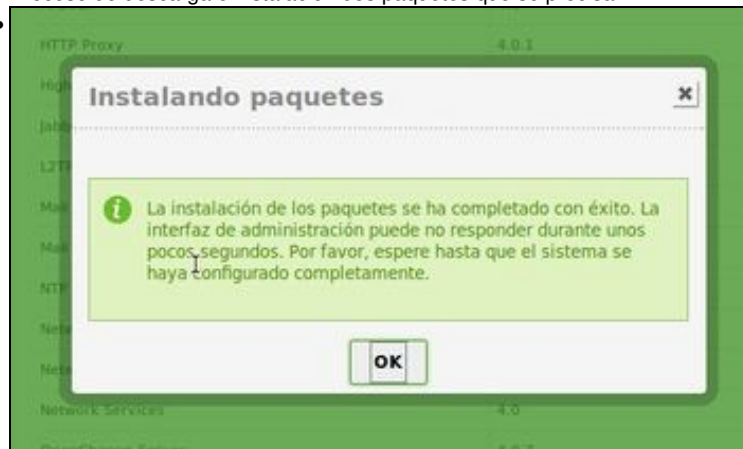 HTTP Proxy 4.0.1
Instalando paquetes
La instalación de los paquetes se ha completado con éxito. La
interfaz de administración puede no responder durante unos
pocos segundos. Por favor, espere hasta que el sistema se
haya configurado completamente.
OK
Network Services 4.0